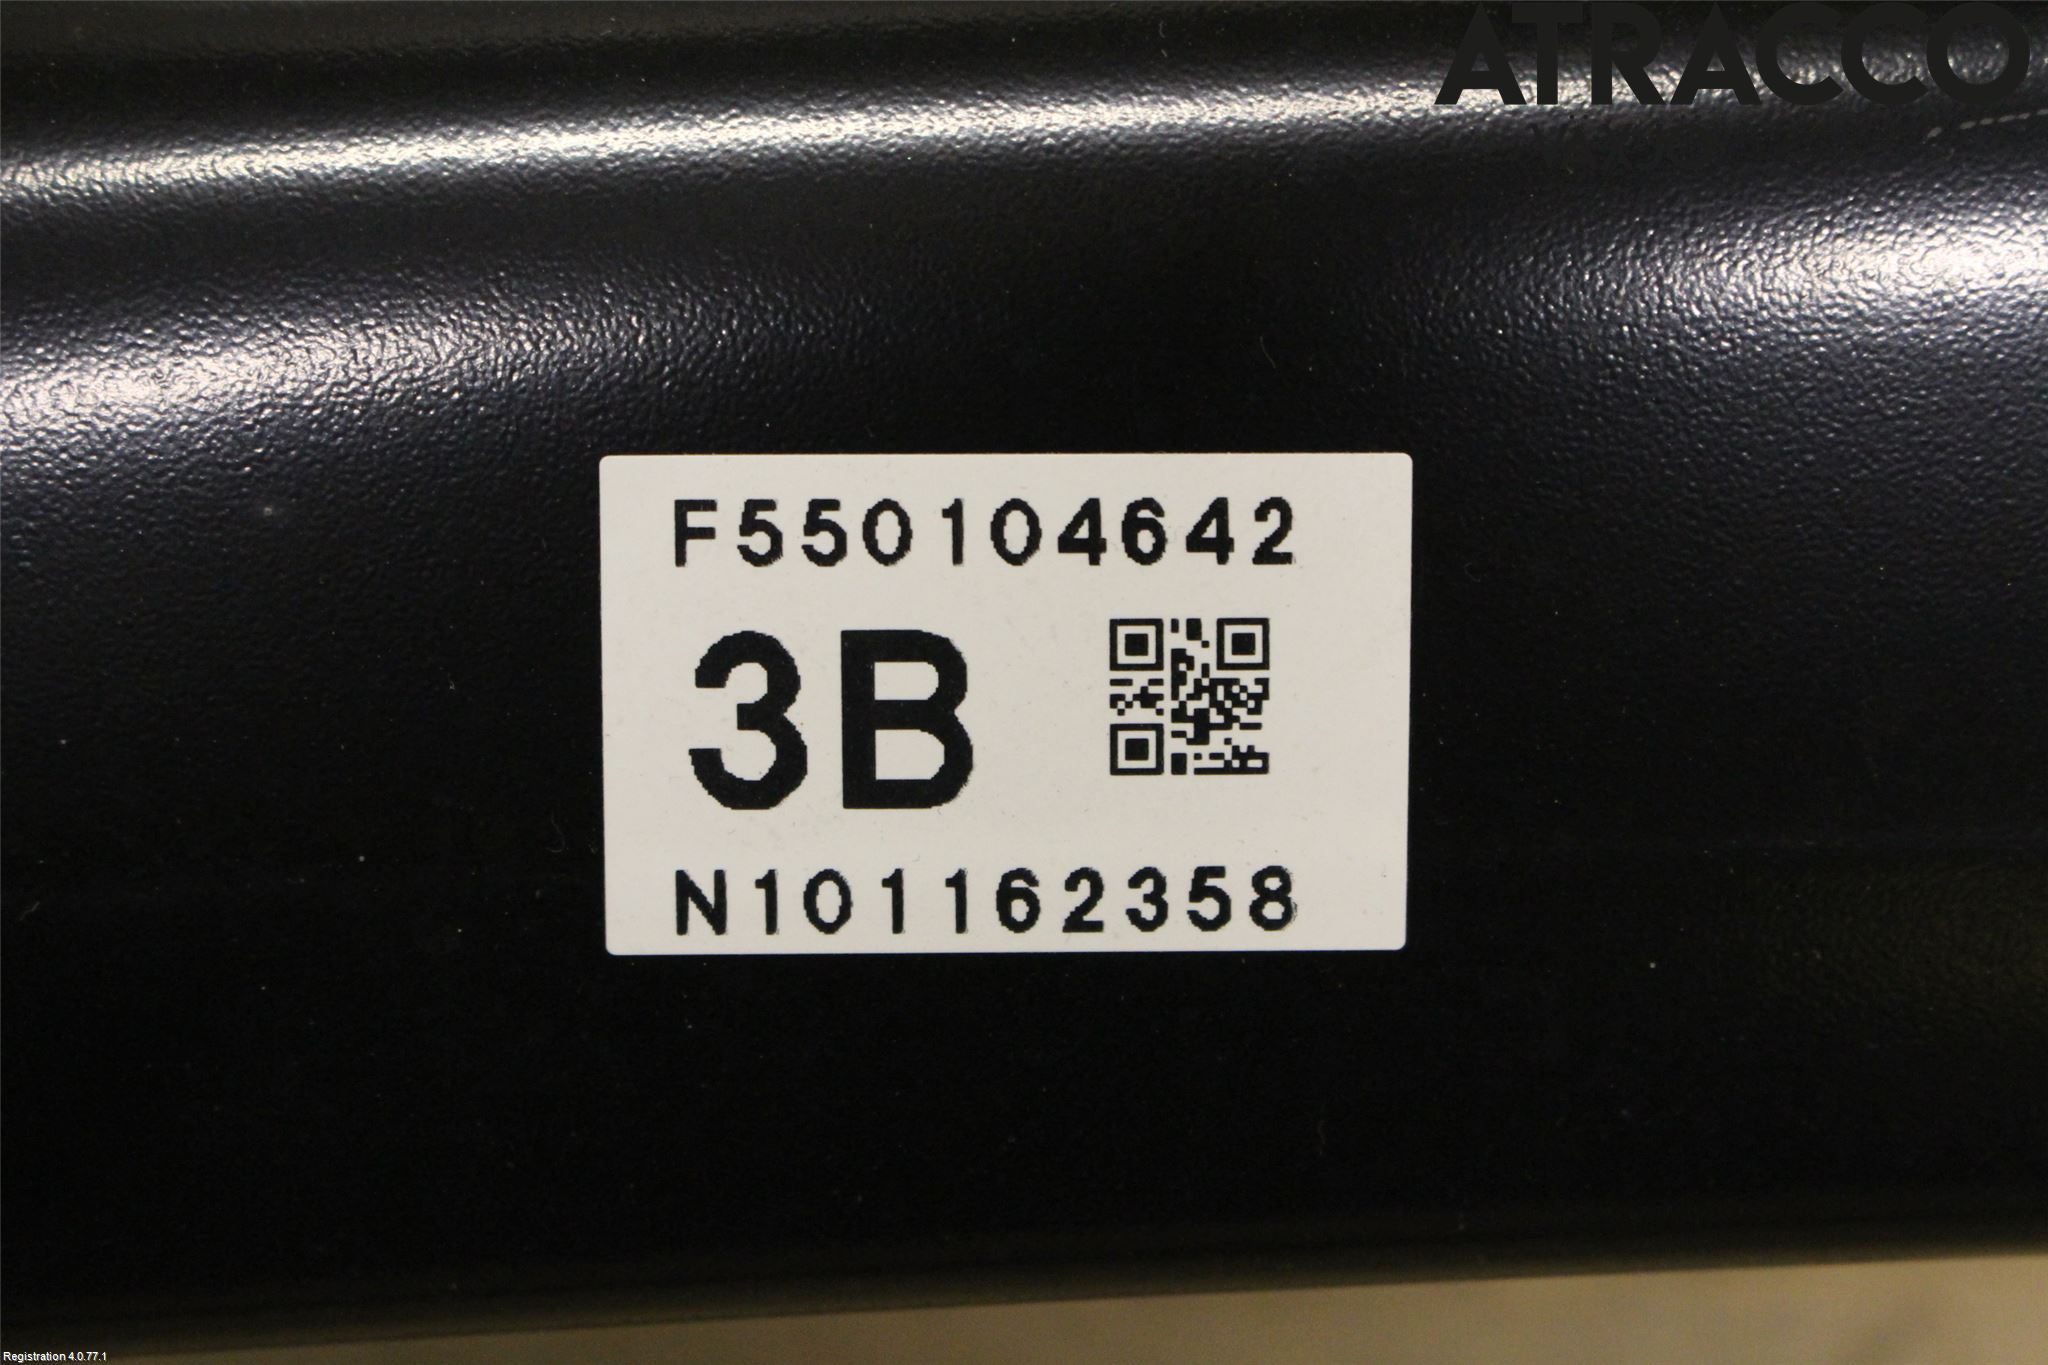 ATRACCO
F550104642
3B
N101162358
Registration 4.0.77.1